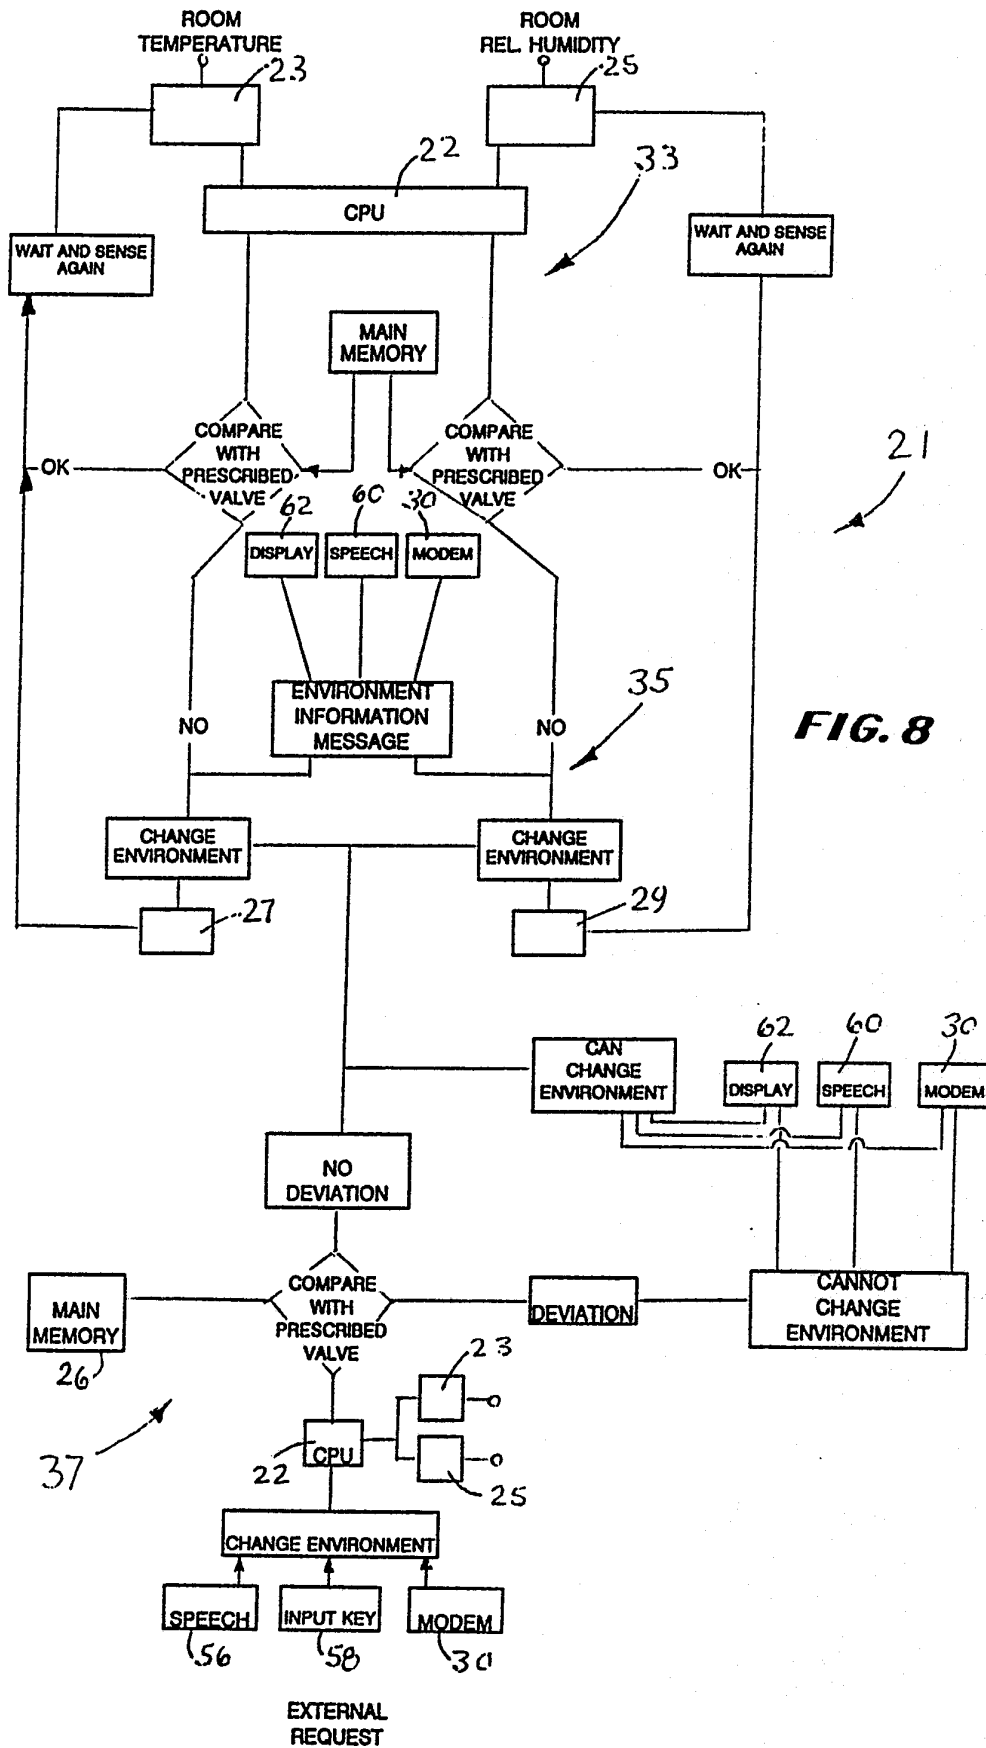 ROOM
TEMPERATURE
ROOM
REL. HUMIDITY
23
25
22
33
CPU
WAIT AND SENSE
AGAIN
WAIT AND SENSE
AGAIN
MAIN
MEMORY
COMPARE
WITH
PRESCRIBED
VALVE
COMPARE
WITH
PRESCRIBED
VALVE
OK
OK
21
62
60
30
DISPLAY
SPEECH
MODEM
ENVIRONMENT
INFORMATION
MESSAGE
35
NO
NO
FIG. 8
CHANGE
ENVIRONMENT
CHANGE
ENVIRONMENT
27
29
CAN
CHANGE
ENVIRONMENT
62
60
30
DISPLAY
SPEECH
MODEM
NO
DEVIATION
MAIN
MEMORY
26
COMPARE
WITH
PRESCRIBED
VALVE
DEVIATION
CANNOT
CHANGE
ENVIRONMENT
23
37
22
CPU
25
CHANGE ENVIRONMENT
SPEECH
INPUT KEY
MODEM
56
58
30
EXTERNAL
REQUEST